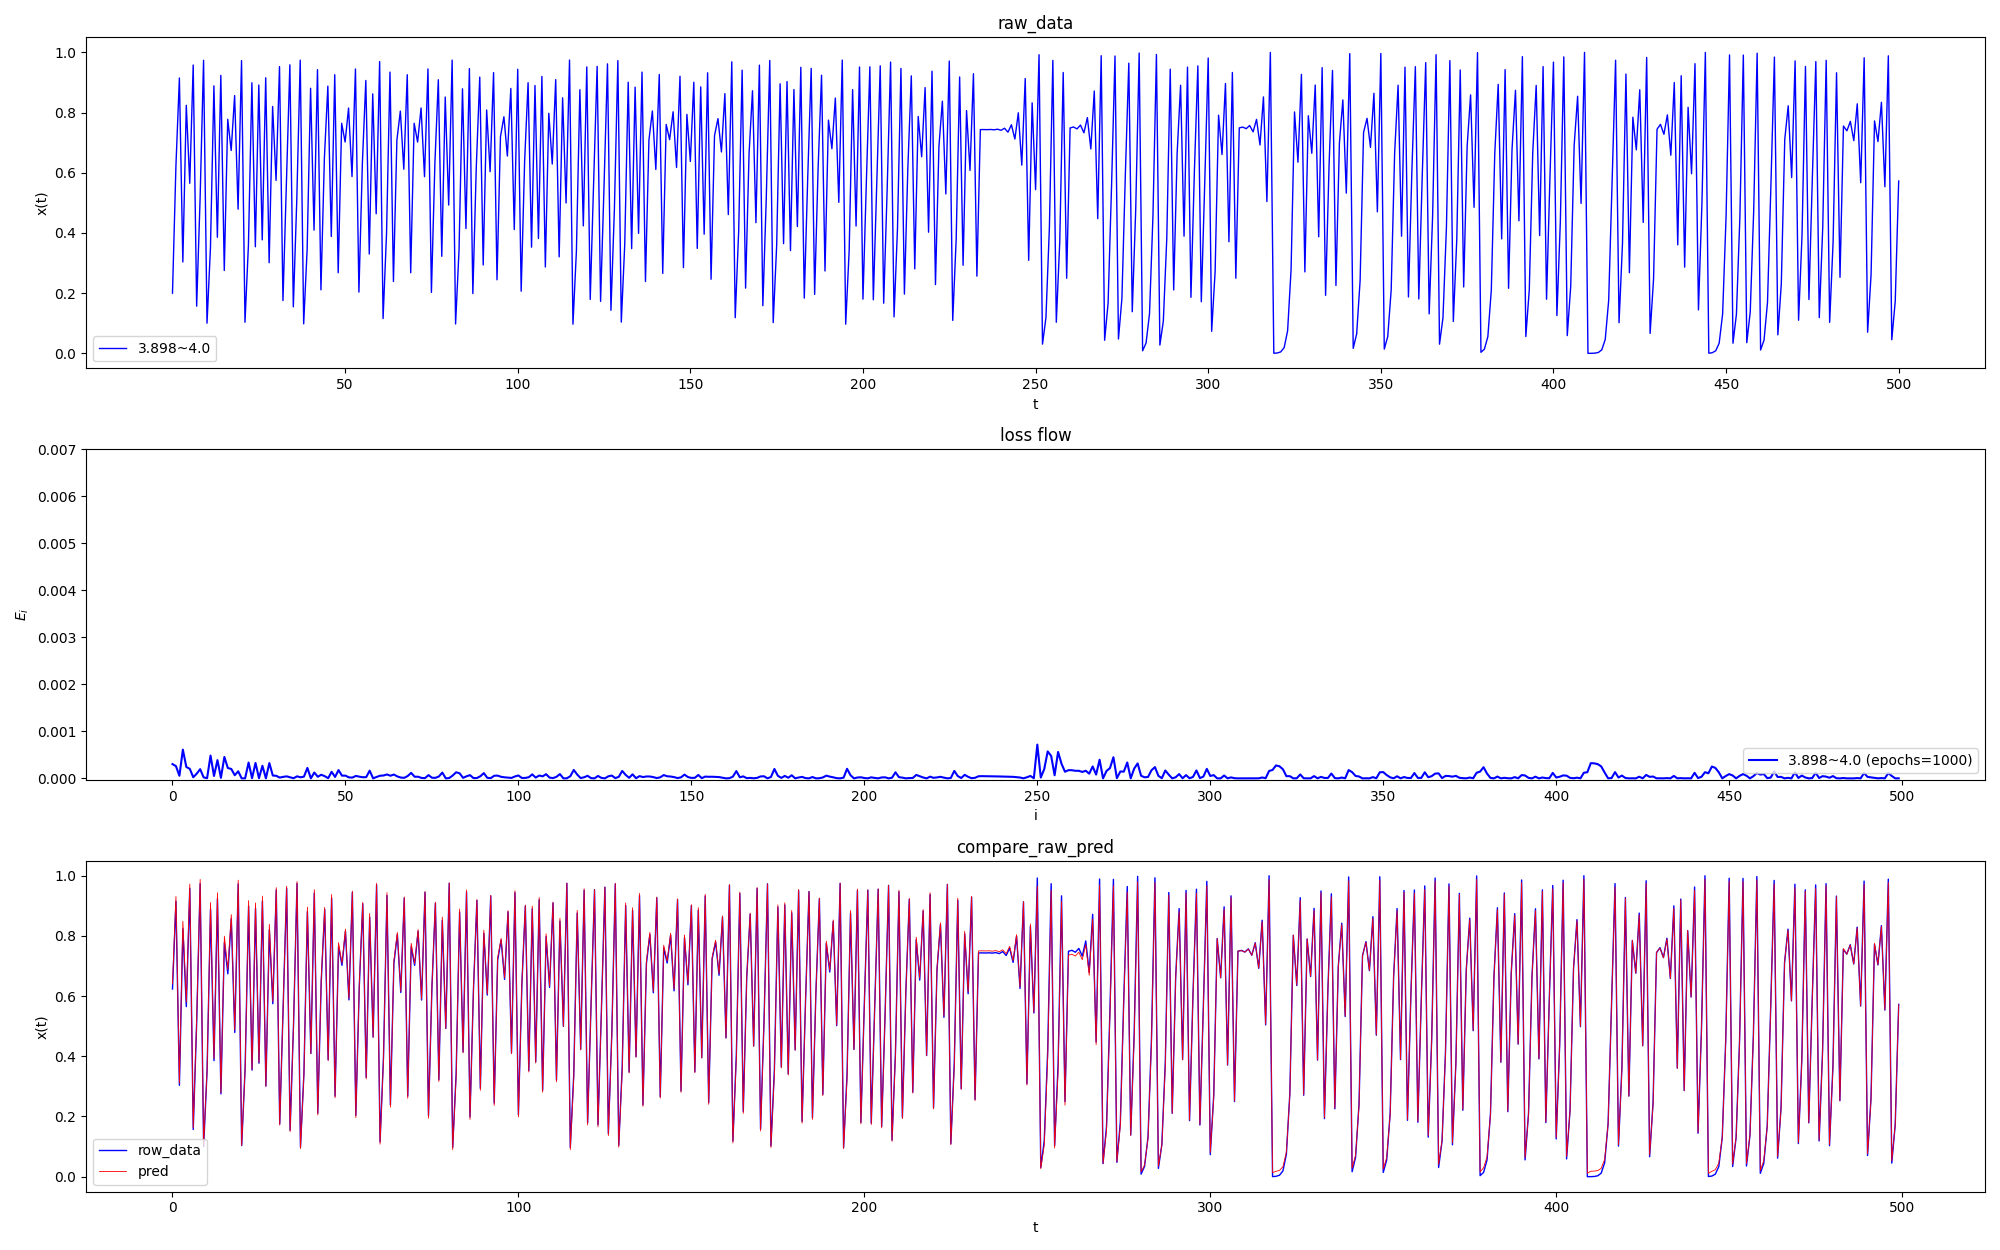 raw_data
1.0
0.8
0.6
0.4
0.2
0.0
x(t)
3.898~4.0
50 100 150 200 250 300 350 400 450 500
t
loss flow
0.007
0.006
0.005
0.004
0.003
0.002
0.001
0.000
E_i
3.898~4.0 (epochs=1000)
0 50 100 150 200 250 300 350 400 450 500
i
compare_raw_pred
1.0
0.8
0.6
0.4
0.2
0.0
x(t)
row_data
pred
0 100 200 300 400 500
t